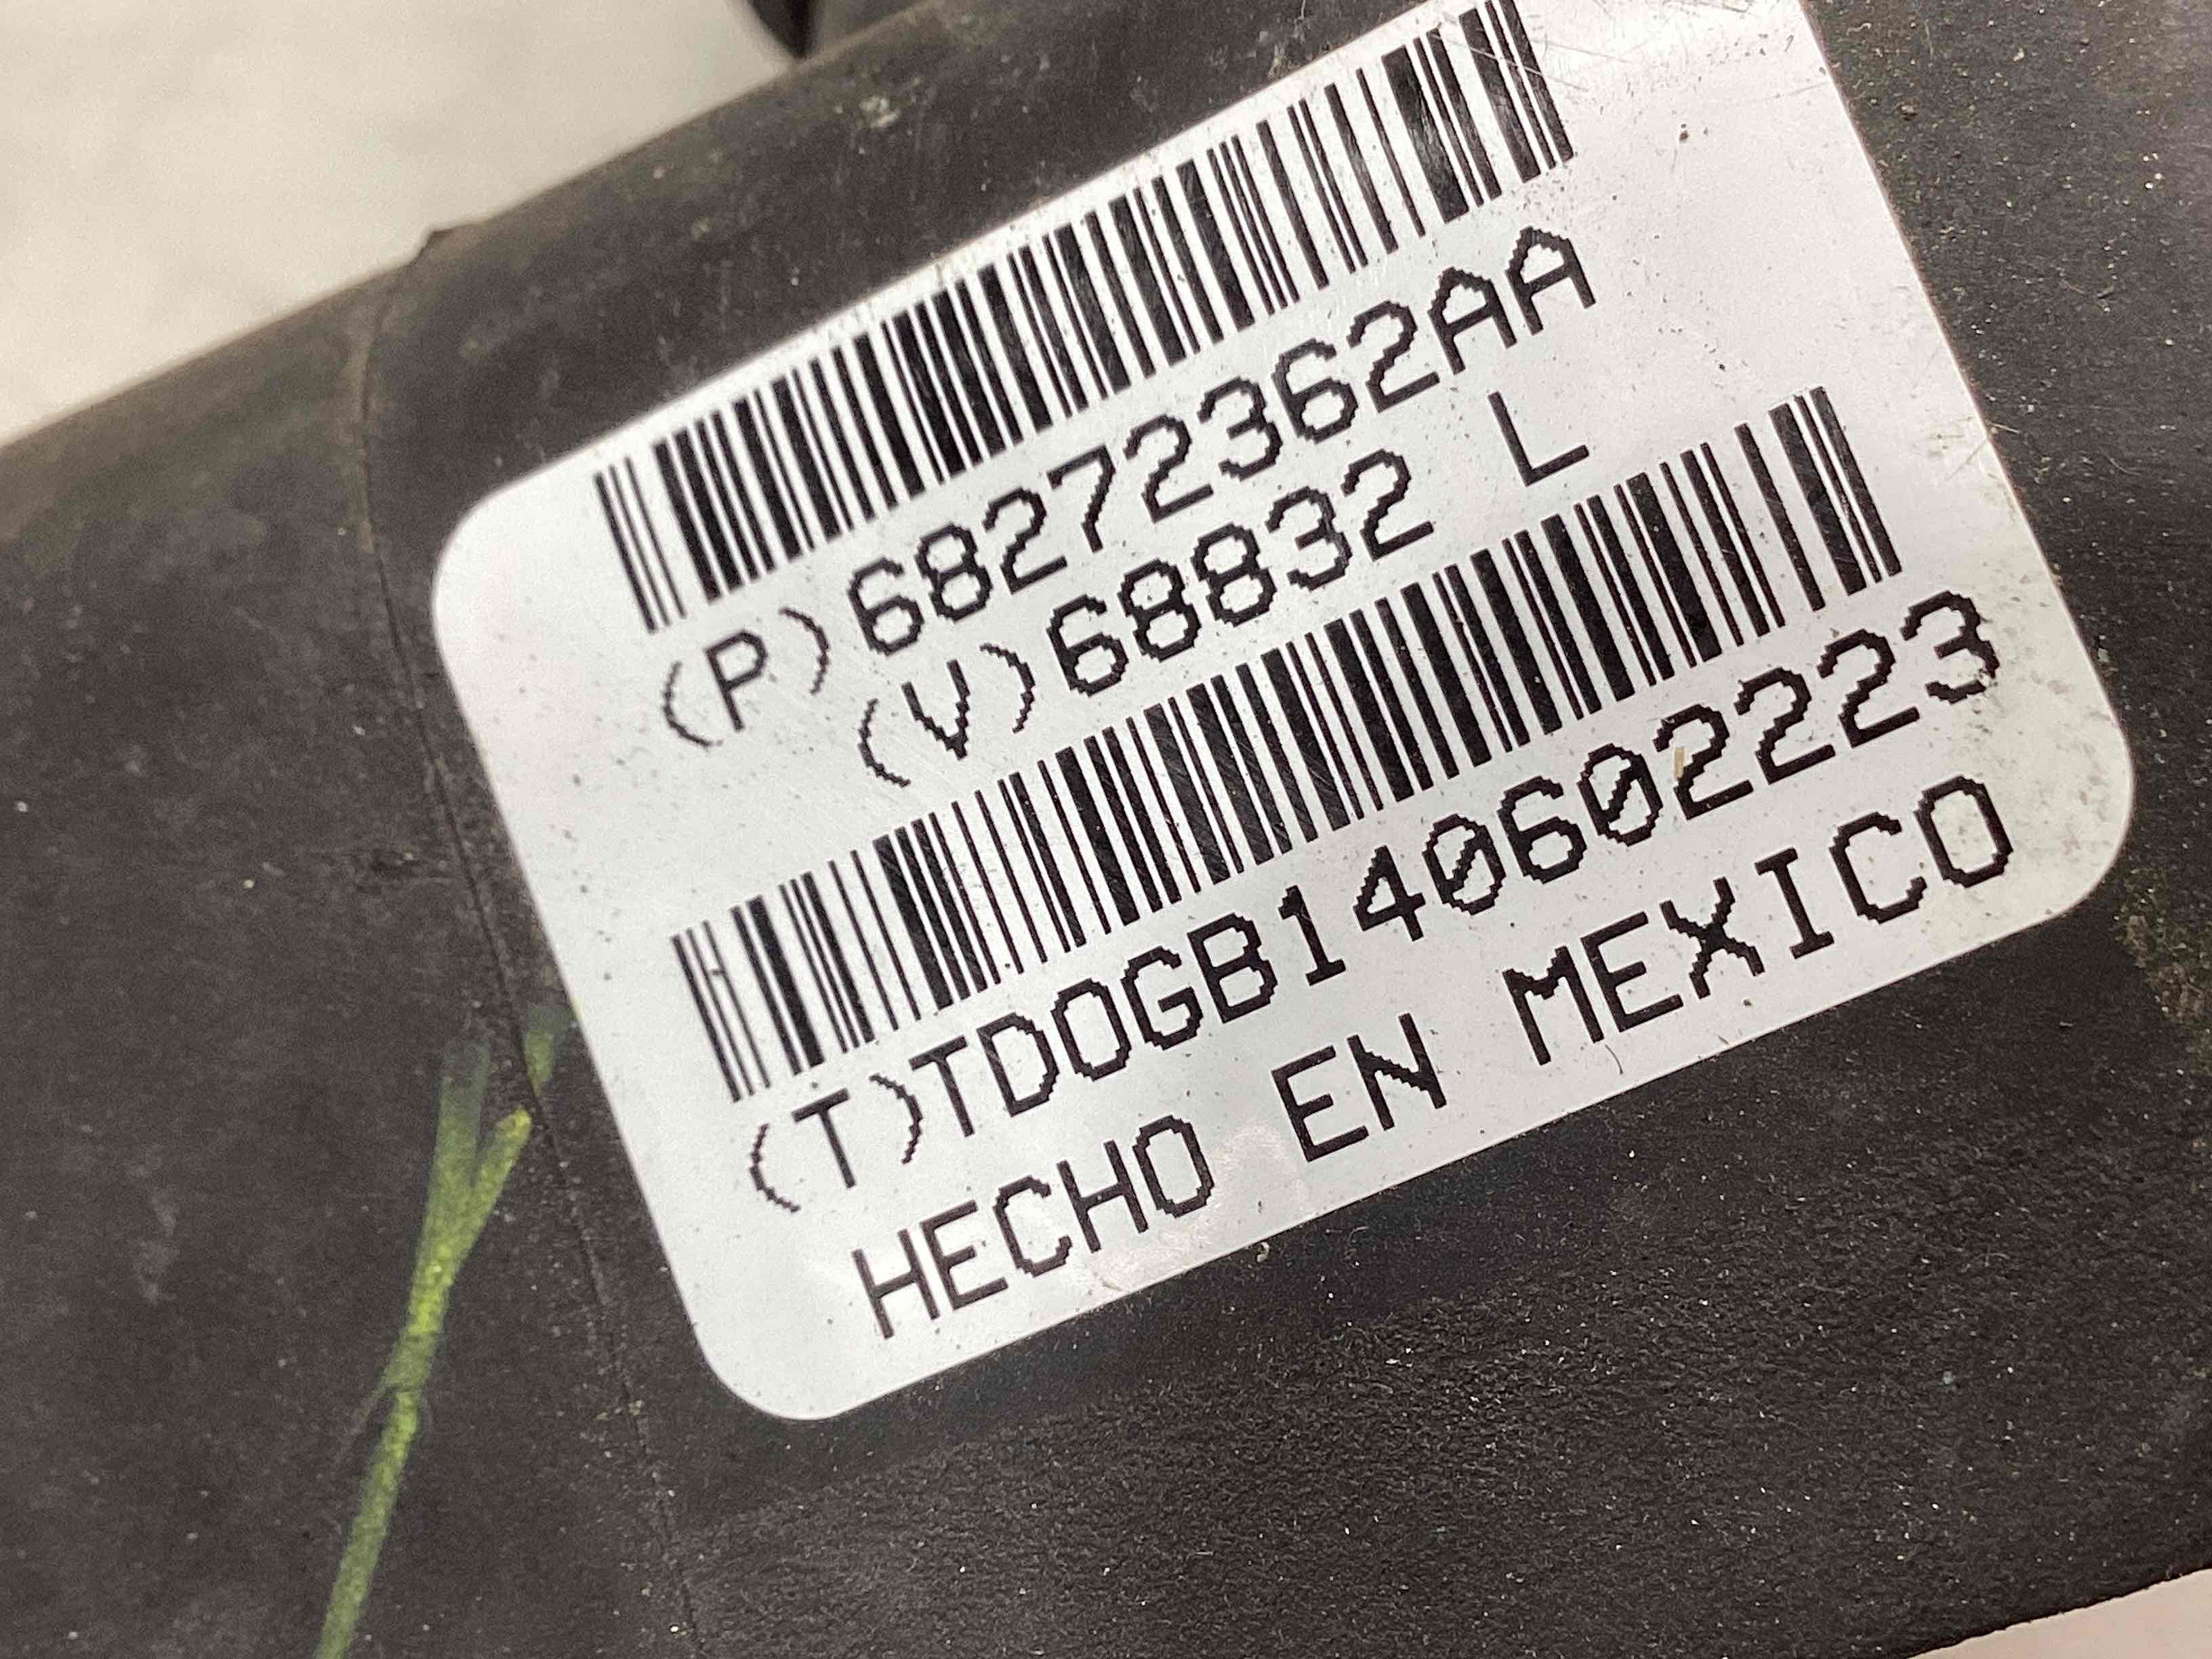 (P)68272362AA
(V)68832 L
(T)TDOGB140602223
HECHO EN MEXICO